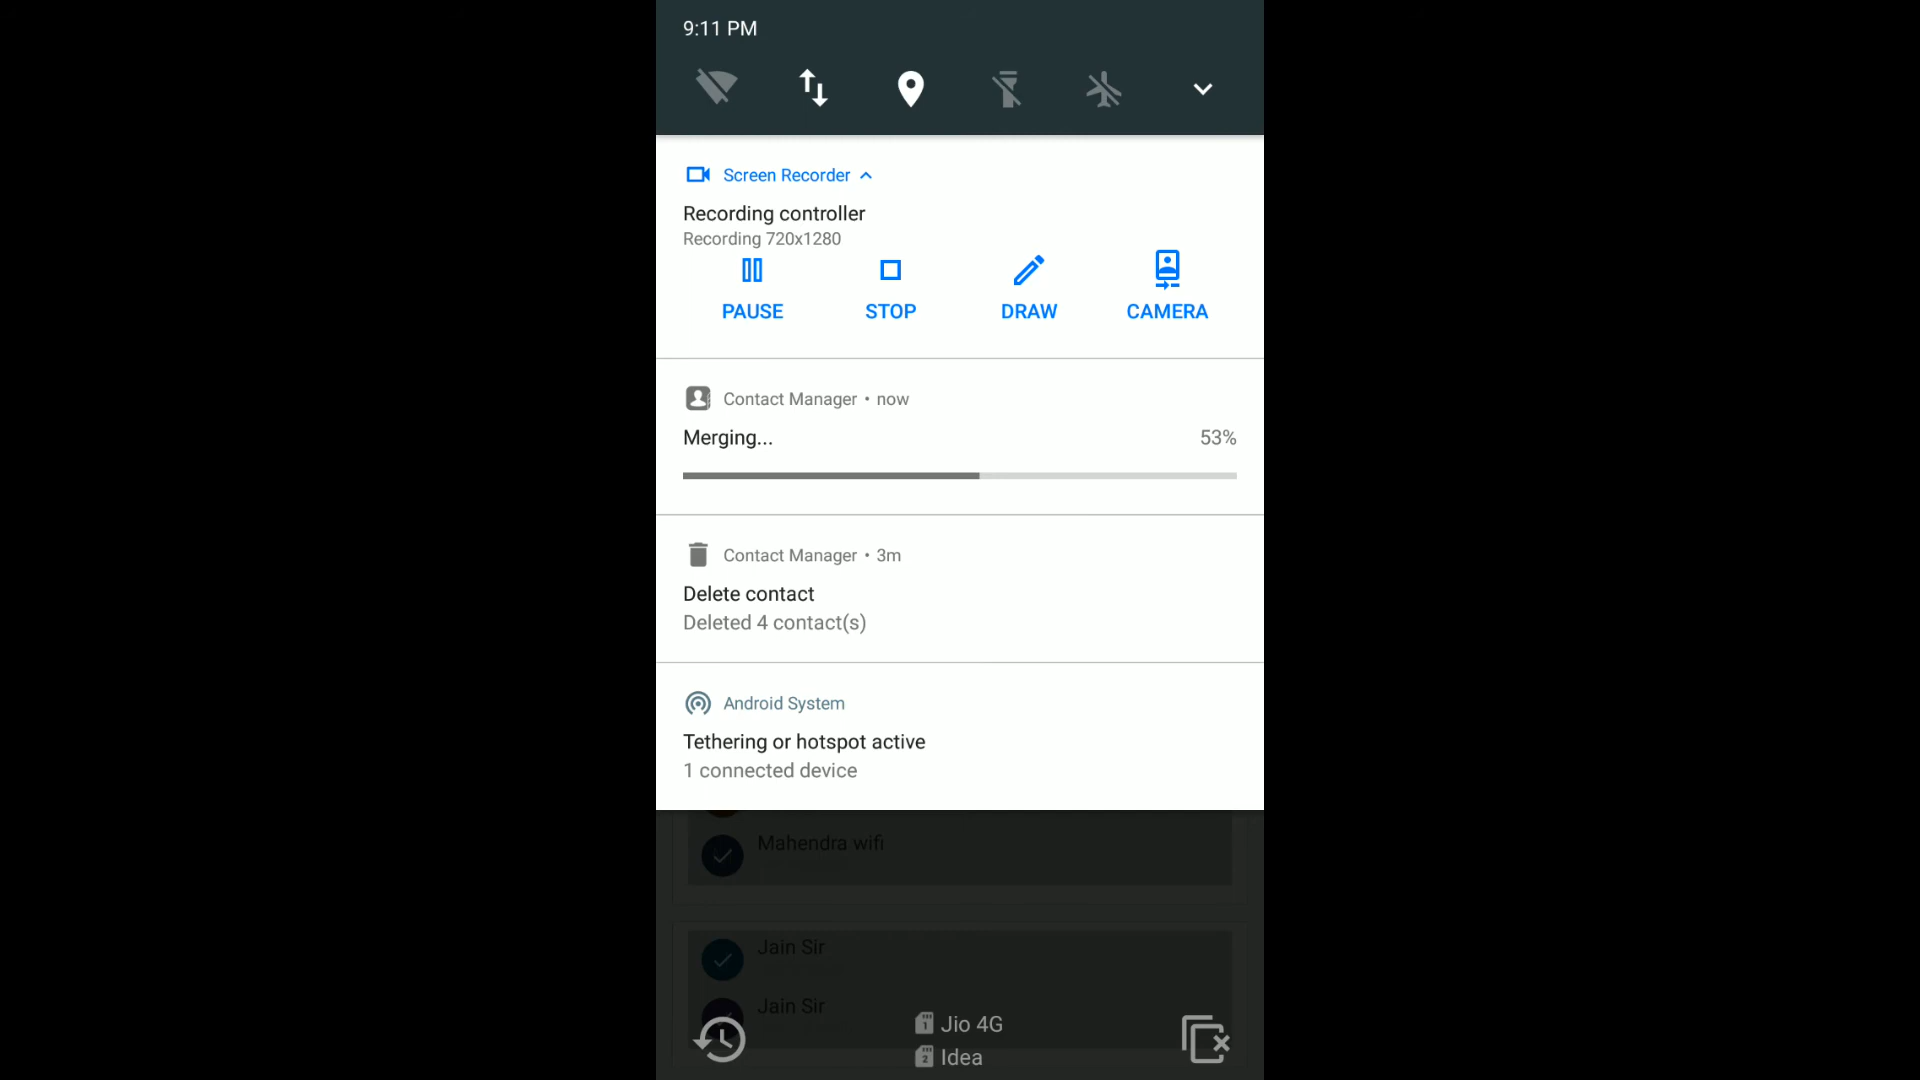 9:11 PM
Screen Recorder
Recording controller
Recording 720x1280
PAUSE STOP DRAW CAMERA
Contact Manager • now
Merging... 53%
Contact Manager • 3m
Delete contact
Deleted 4 contact(s)
Android System
Tethering or hotspot active
1 connected device
Mahendra wifi
Jain Sir
Jain Sir
1 Jio 4G
2 Idea